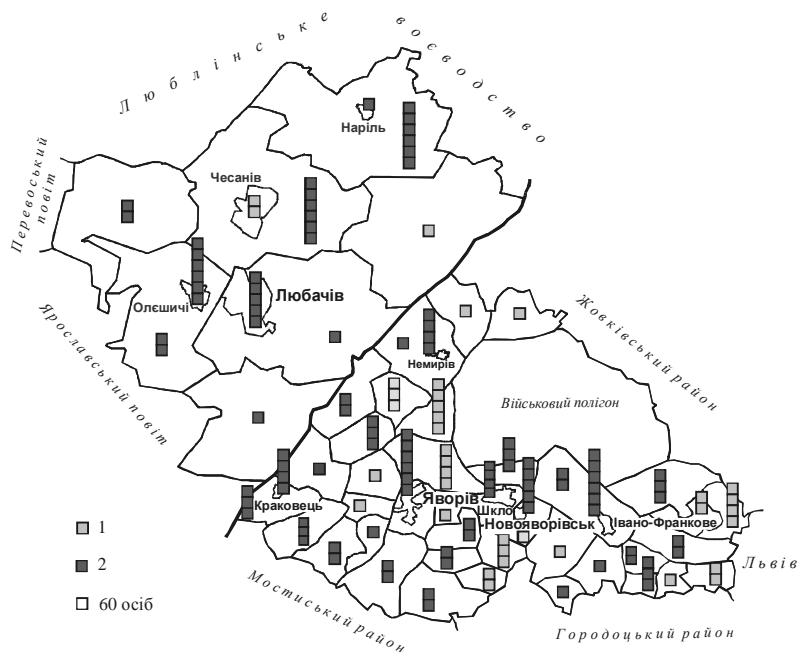 Люблінське
воєводство
Наріль
Чесанів
Перевоський
повіт
Любачів
Олєшичі
Жовківський район
Ярославський повіт
Немирів
Військовий полігон
Яворів
Шкло
Краковець
-Новояворівськ
Івано-Франкове
1
2
60 осіб
Львів
Мостиський район
Городоцький район